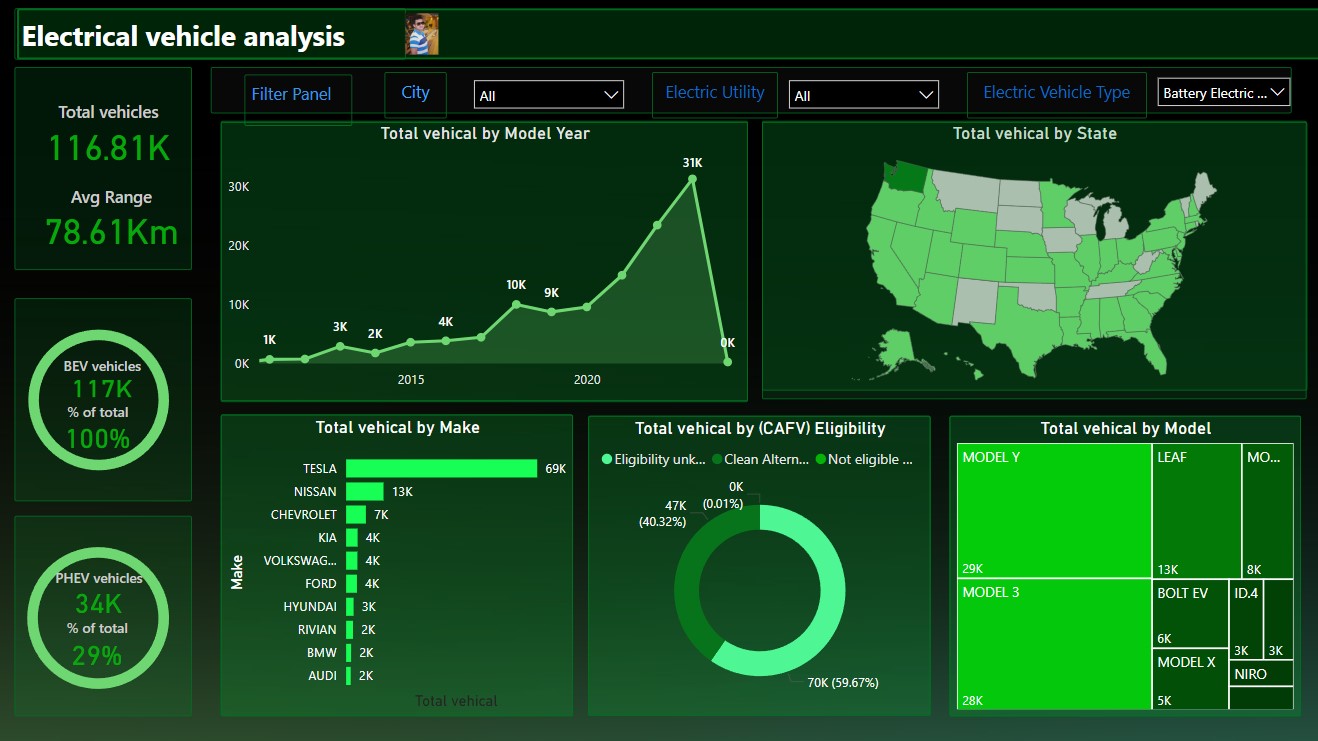 Electrical vehicle analysis
Total vehicles
116.81K
Avg Range
78.61Km
Filter Panel
City
All
Electric Utility
All
Electric Vehicle Type
Battery Electric ...
BEV vehicles
117K
% of total
100%
PHEV vehicles
34K
% of total
29%
Total vehical by Model Year
30K
20K
10K
0K
1K
3K
2K
4K
10K
9K
31K
0K
2015
2020
Total vehical by State
Total vehical by Make
Make
TESLA 69K
NISSAN 13K
CHEVROLET 7K
KIA 4K
VOLKSWAG... 4K
FORD 4K
HYUNDAI 3K
RIVIAN 2K
BMW 2K
AUDI 2K
Total vehical
Total vehical by (CAFV) Eligibility
Eligibility unk... Clean Altern... Not eligible ...
0K
(0.01%)
47K
(40.32%)
70K (59.67%)
Total vehical by Model
MODEL Y
29K
MODEL 3
28K
LEAF
13K
MO...
8K
BOLT EV
6K
MODEL X
5K
ID.4
3K
3K
NIRO